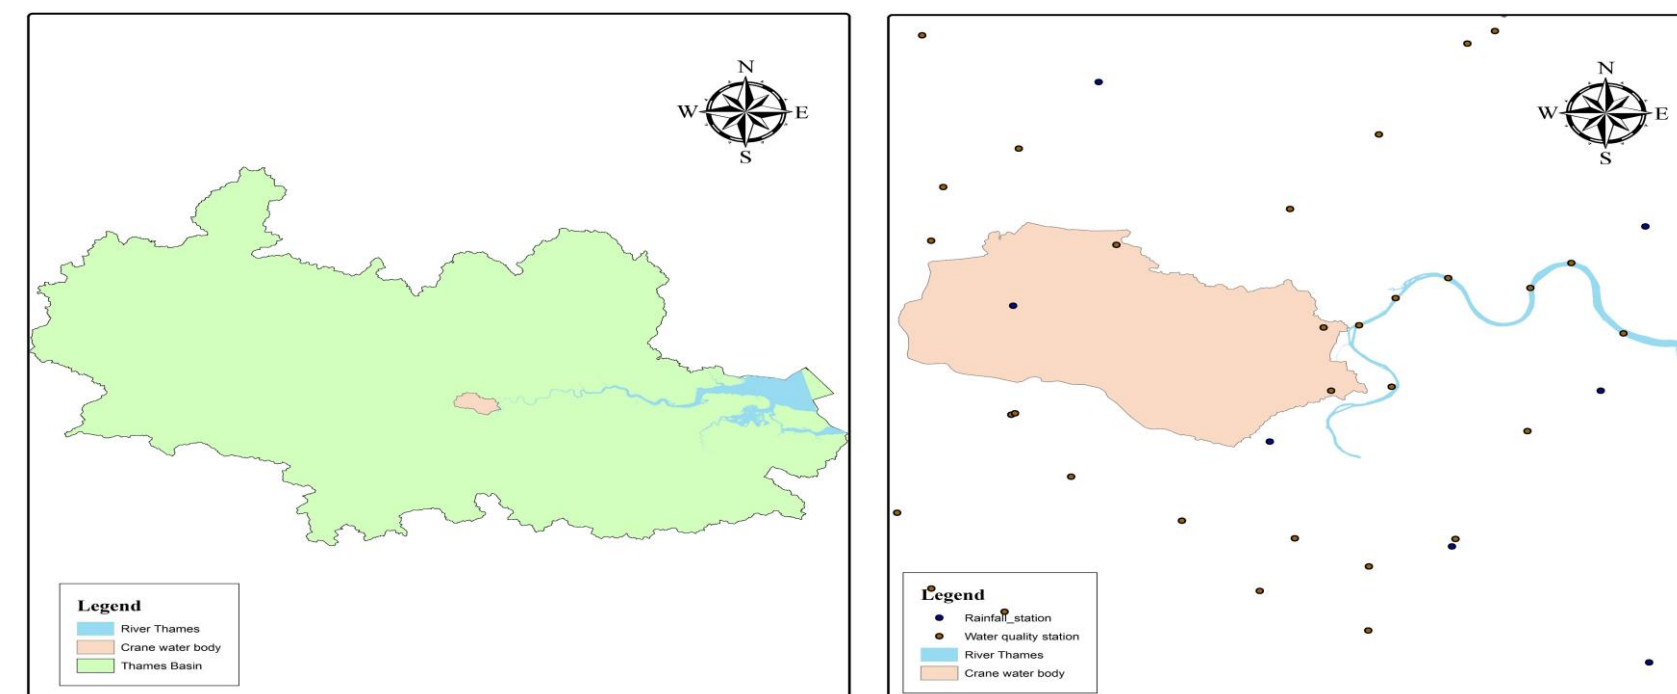 N
W E
S
Legend
River Thames
Crane water body
Thames Basin
N
W E
S
Legend
Rainfall_station
Water quality station
River Thames
Crane water body